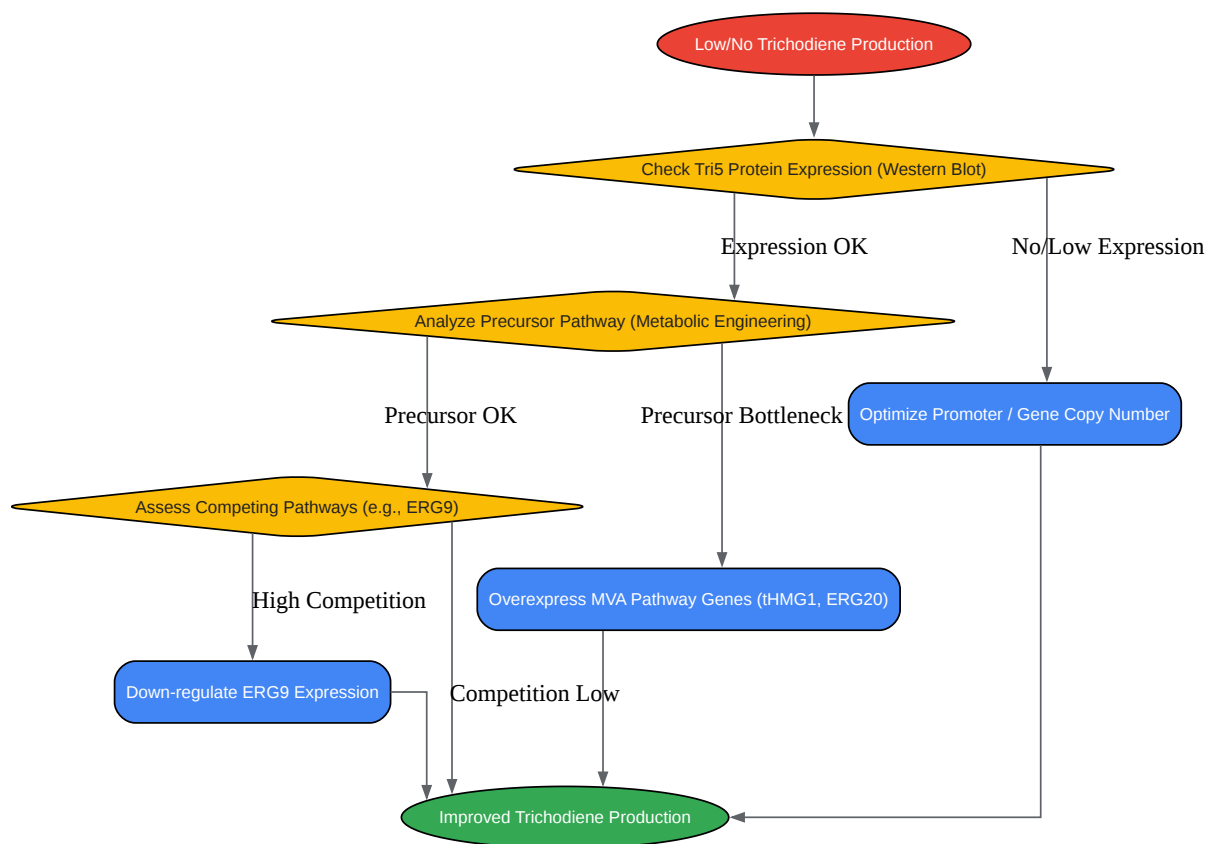 Low/No Trichodiene Production
Check Tri5 Protein Expression (Western Blot)
Expression OK
No/Low Expression
Analyze Precursor Pathway (Metabolic Engineering)
Precursor OK
Precursor Bottleneck
Optimize Promoter / Gene Copy Number
Assess Competing Pathways (e.g., ERG9)
High Competition
Overexpress MVA Pathway Genes (tHMG1, ERG20)
Down-regulate ERG9 Expression
Competition Low
Improved Trichodiene Production